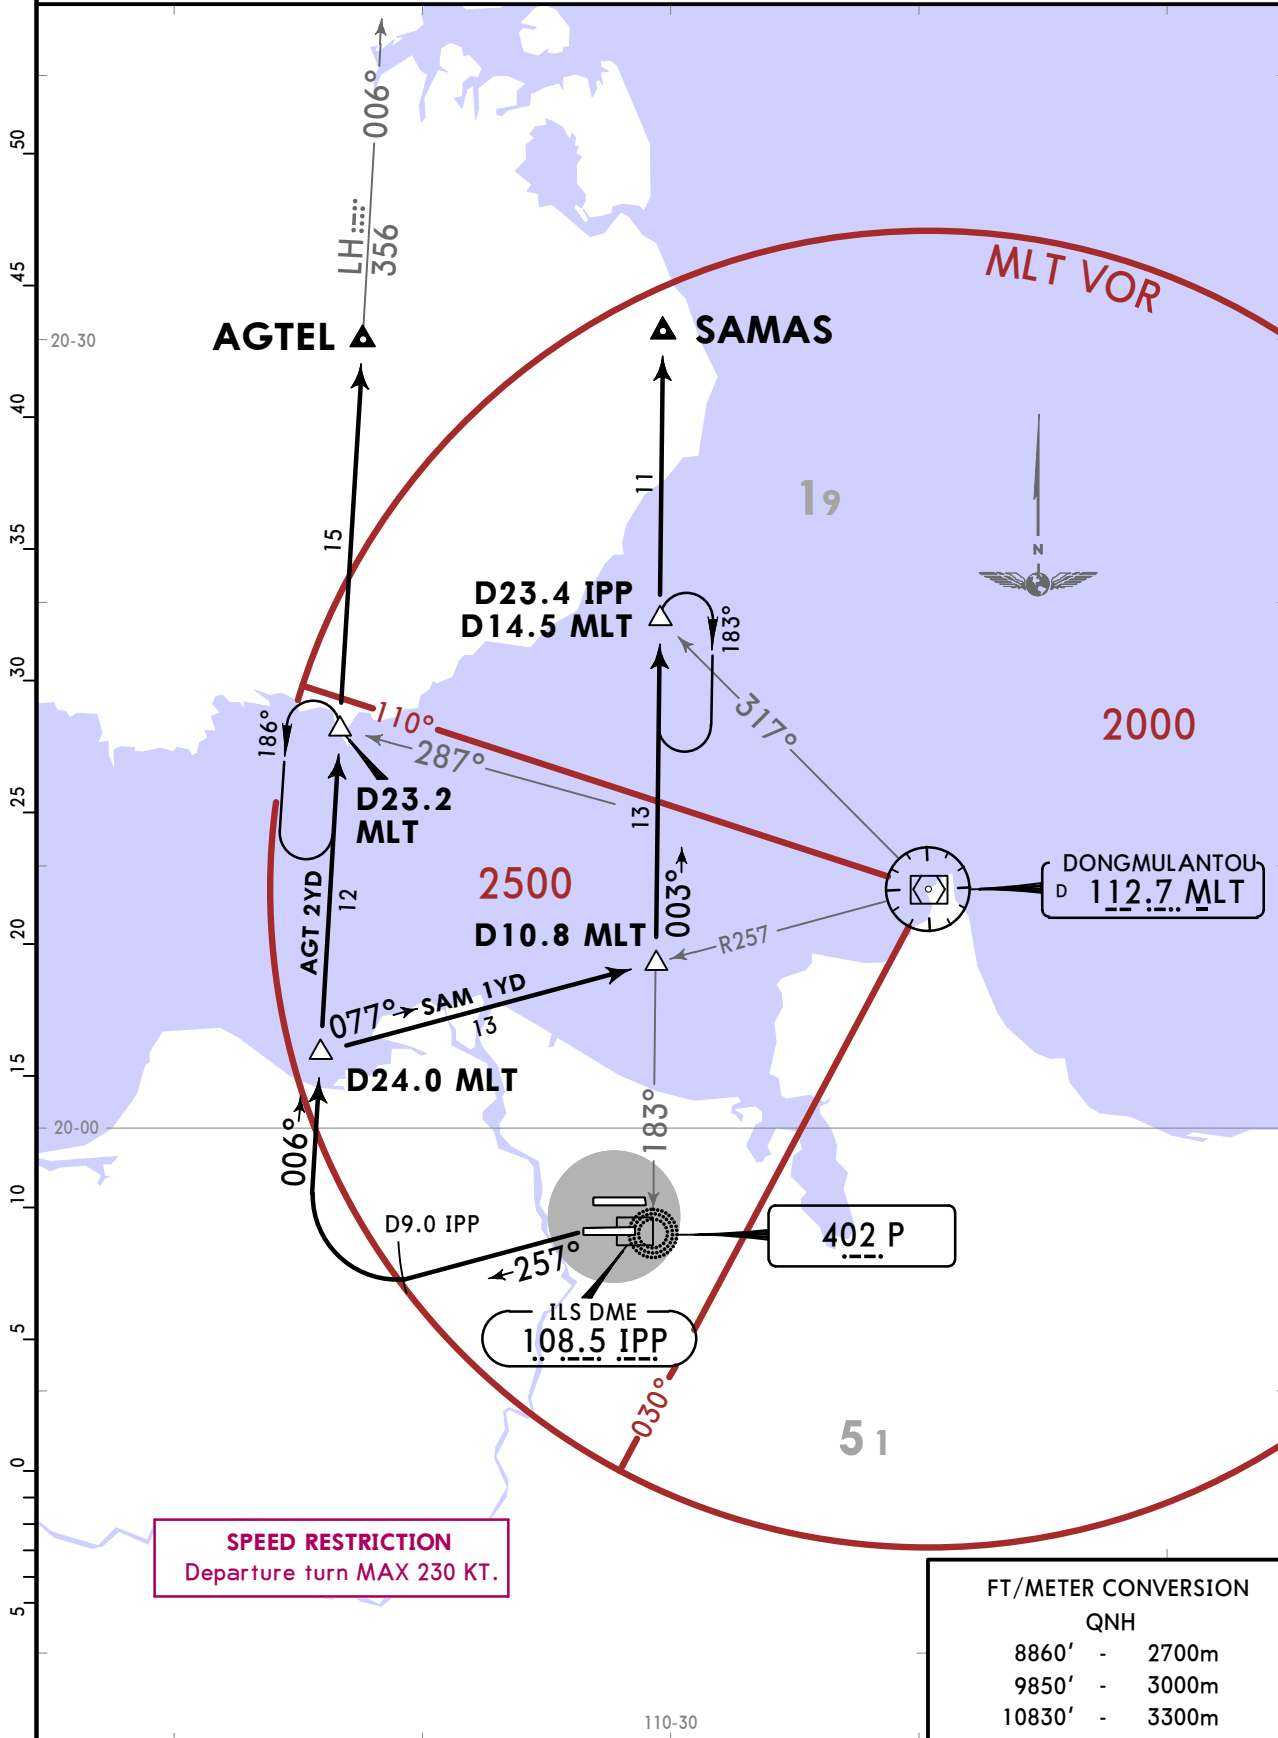 006°
50
LH
356
45
MLT VOR
20-30
AGTEL
SAMAS
40
11
19
15
35
N
D23.4 IPP
D14.5 MLT
183°
30
186°
110°
317°
2000
287°
D23.2
MLT
25
13
2500
12
AGT 2YD
003°
DONGMULANTOU
D 112.7 MLT
D10.8 MLT
R257
20
077° SAM 1YD
13
15
D24.0 MLT
20-00
006°
183°
10
D9.0 IPP
257°
402 P
ILS DME
108.5 IPP
5
030°
51
0
SPEED RESTRICTION
Departure turn MAX 230 KT.
5
FT/METER CONVERSION
QNH
8860' - 2700m
9850' - 3000m
10830' - 3300m
110-30